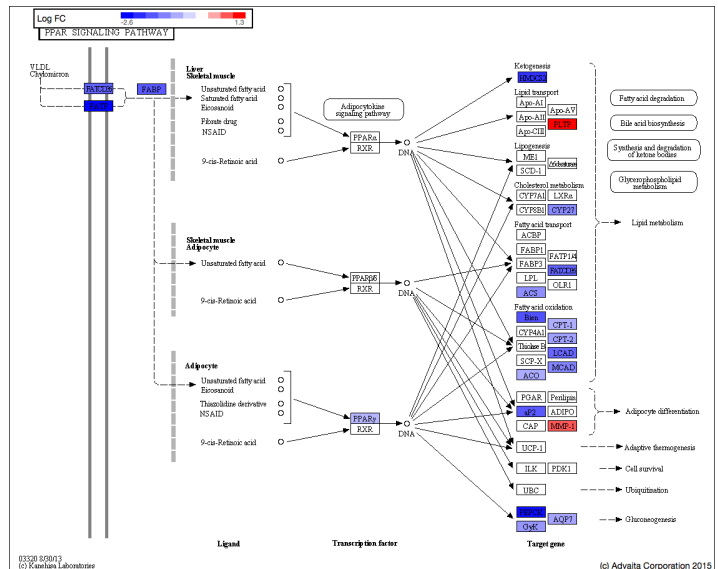 Log FC
-2.6
1.3
PPAR SIGNALING PATHWAY
VLDL
Chylomicron
FABP
Liver
Skeletal muscle
Unsaturated fatty acid
Saturated fatty acid
Eicosanoid
Fibrate drug
NSAID
9-cis-Retinoic acid
Adipocytokine
signaling pathway
PPARα
RXR
DNA
Skeletal muscle
Adipocyte
Unsaturated fatty acid
9-cis-Retinoic acid
PPARβ/δ
RXR
DNA
Adipocyte
Unsaturated fatty acid
Eicosanoid
Thiazolidine derivative
NSAID
9-cis-Retinoic acid
PPARγ
RXR
DNA
Ketogenesis
HMGCS2
Lipid transport
Apo-AI
Apo-AII
Apo-AV
Apo-CIII
PLTP
Lipogenesis
ME1
SCD-1
Cholesterol metabolism
CYP7A1
LXRα
CYP8B1
CYP27
Fatty acid transport
ACBP
FABP1
FATP1/4
FABP3
LPL
OLR1
ACS
Fatty acid oxidation
Bien
CPT-1
CYP4A1
CPT-2
Thiolase B
LCAD
SCP-X
MCAD
ACO
PGAR
Perilipin
aP2
ADIPO
CAP
MMP-1
UCP-1
ILK
PDK1
UBC
PEPCK
AQP7
GyK
Fatty acid degradation
Bile acid biosynthesis
Synthesis and degradation
of ketone bodies
Glycerophospholipid
metabolism
Lipid metabolism
Adipocyte differentiation
Adaptive thermogenesis
Cell survival
Ubiquitination
Gluconeogenesis
Ligand
Transcription factor
Target gene
03320 8/30/13
(c) Kanehisa Laboratories
(c) Advaita Corporation 2015